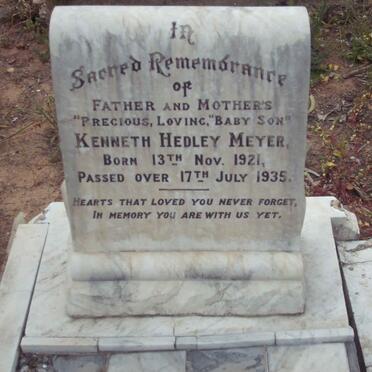 In
Sacred Remembrance
of
FATHER AND MOTHER'S
"PRECIOUS, LOVING, "BABY SON"
KENNETH HEDLEY MEYER,
BORN 13TH NOV. 1921,
PASSED OVER 17TH JULY 1935.
HEARTS THAT LOVED YOU NEVER FORGET,
IN MEMORY YOU ARE WITH US YET.